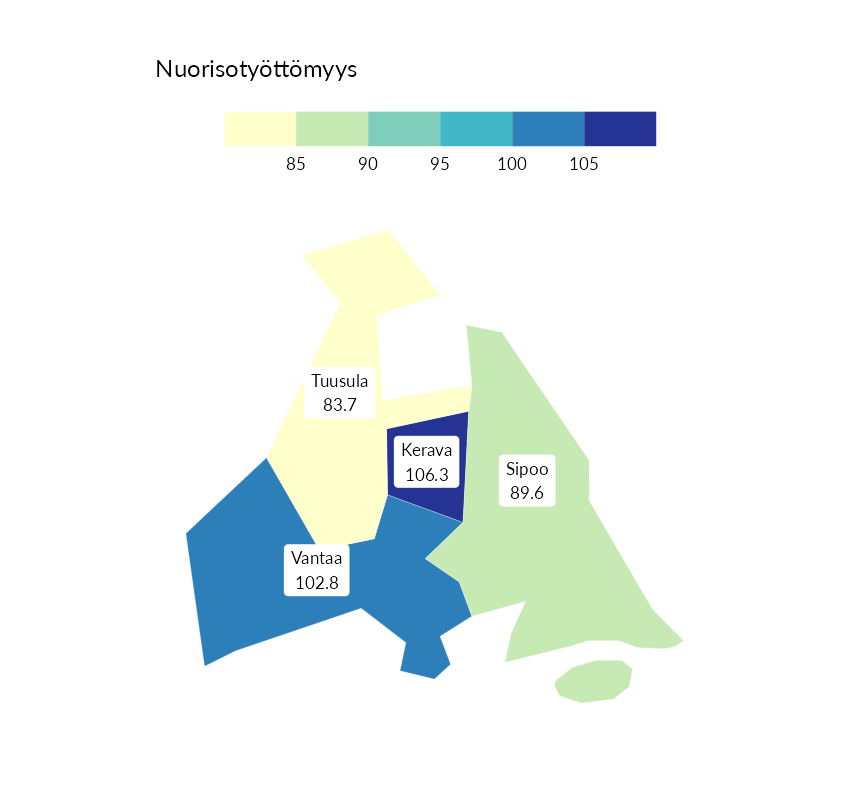 Nuorisotyöttömyys
85 90 95 100 105
Tuusula
83.7
Kerava
106.3
Sipoo
89.6
Vantaa
102.8